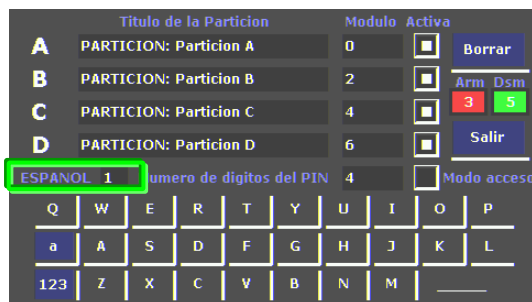 Titulo de la Particion Modulo Activa
A PARTICION: Particion A 0 Borrar
B PARTICION: Particion B 2 Arm Dsm
C PARTICION: Particion C 4 3 5
D PARTICION: Particion D 6 Salir
ESPANOL 1 umero de digitos del PIN 4 Modo acceso
Q W E R T Y U I O P
a A S D F G H J K L
123 Z X C V B N M